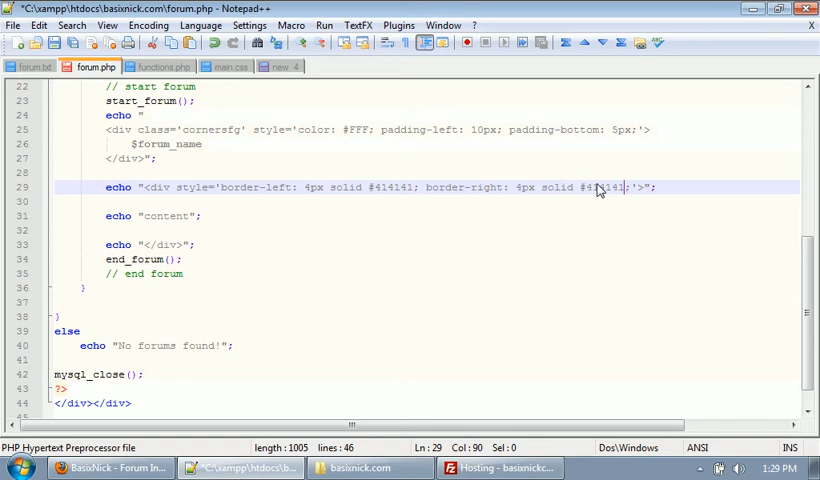 *C:\xampp\htdocs\basixnick.com\forum.php - Notepad++
File Edit Search View Encoding Language Settings Macro Run TextFX Plugins Window ? X
forum.txt forum.php functions.php main.css new 4
22 // start forum
23 start_forum();
24 echo "
25 <div class='cornersfg' style='color: #FFF; padding-left: 10px; padding-bottom: 5px;'>
26 $forum_name
27 </div>";
28
29 echo "<div style='border-left: 4px solid #414141; border-right: 4px solid #414141;'>";
30
31 echo "content";
32
33 echo "</div>";
34 end_forum();
35 // end forum
36 }
37
38 }
39 else
40 echo "No forums found!";
41
42 mysql_close();
43 ?>
44 </div></div>
45
PHP Hypertext Preprocessor file length : 1005 lines : 46 Ln : 29 Col : 90 Sel : 0 Dos\Windows ANSI INS
BasixNick - Forum In... *C:\xampp\htdocs\b... basixnick.com Hosting - basixnickc... 1:29 PM